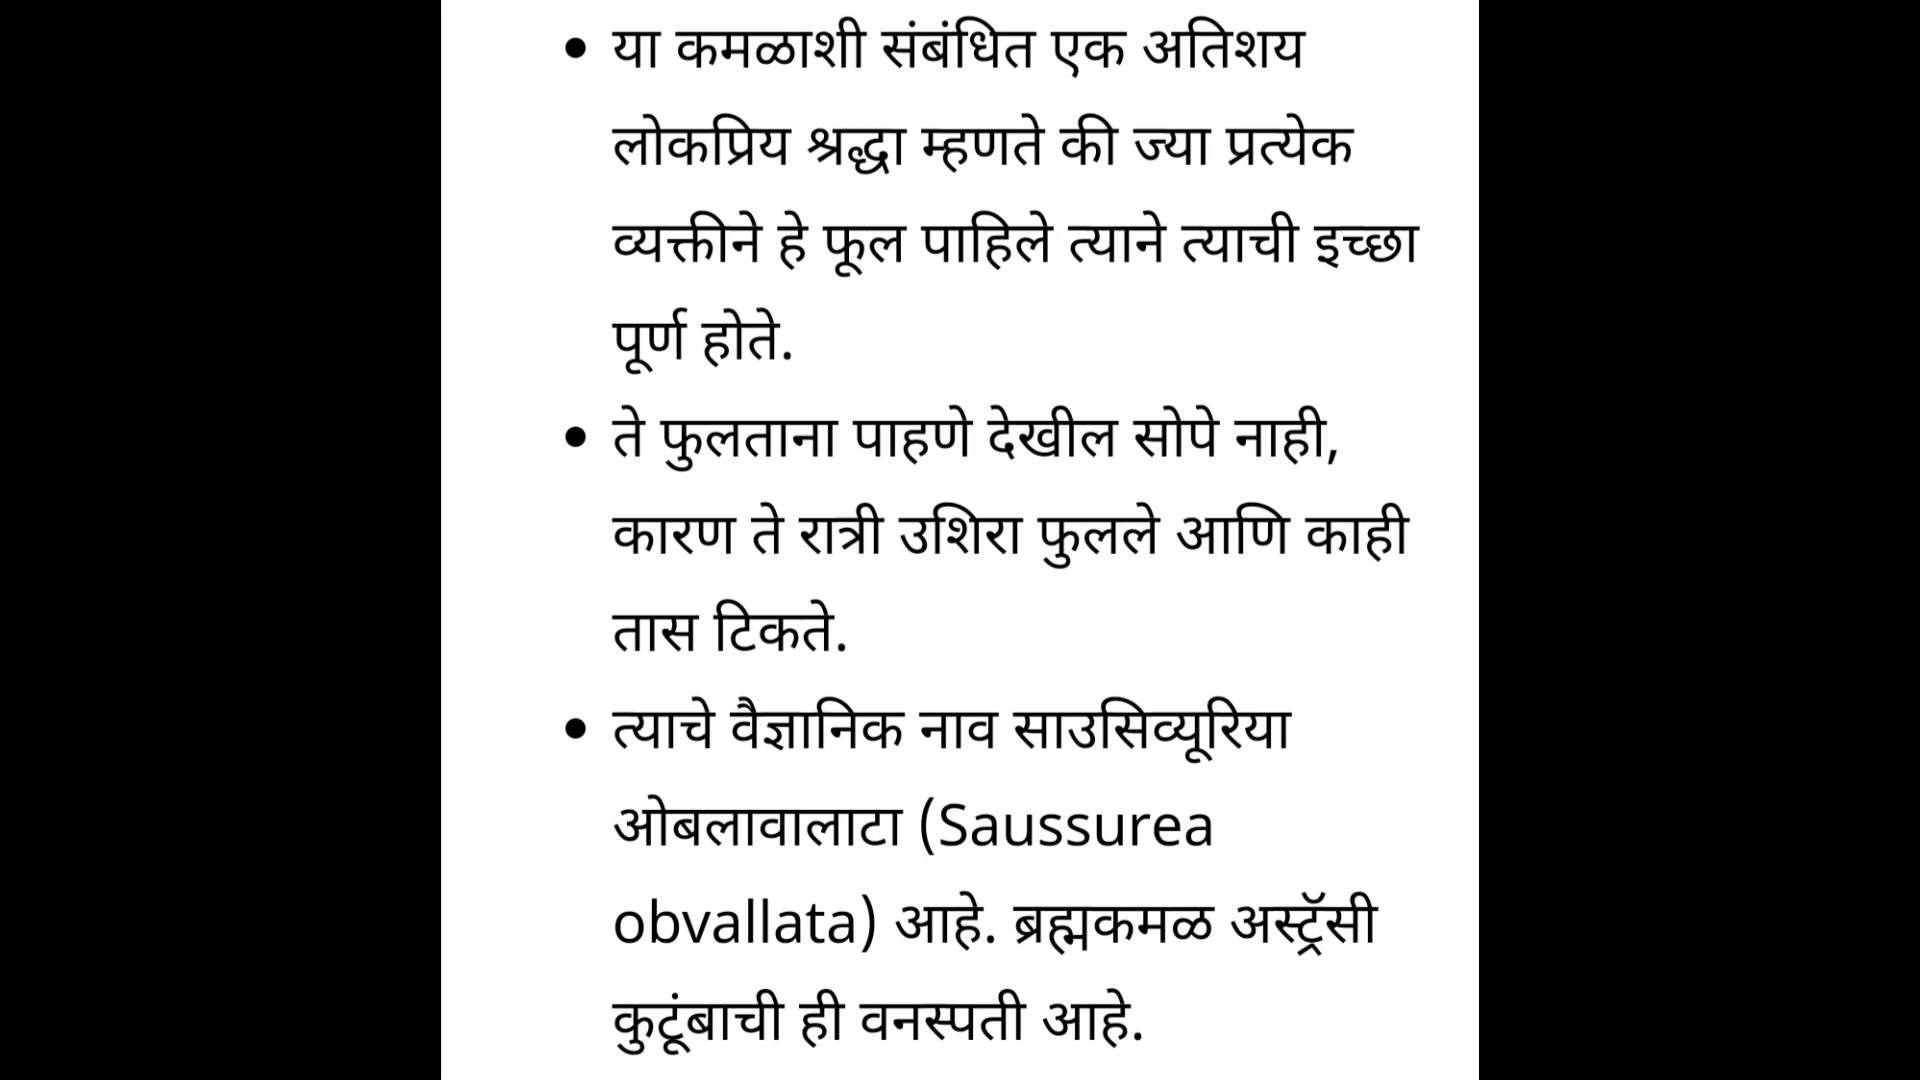 • या कमळाशी संबंधित एक अतिशय
लोकप्रिय श्रद्धा म्हणते की ज्या प्रत्येक
व्यक्तीने हे फूल पाहिले त्याने त्याची इच्छा
पूर्ण होते.
• ते फुलताना पाहणे देखील सोपे नाही,
कारण ते रात्री उशिरा फुलले आणि काही
तास टिकते.
• त्याचे वैज्ञानिक नाव साउसिव्यूरिया
ओबलावालाटा (Saussurea
obvallata) आहे. ब्रह्मकमळ अस्ट्रॅसी
कुटूंबाची ही वनस्पती आहे.